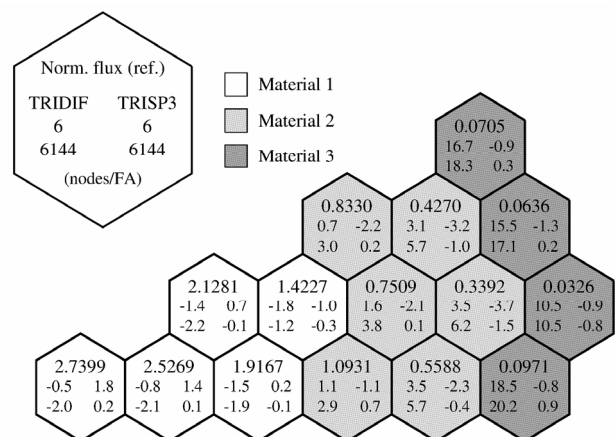 Norm. flux (ref.)
TRIDIF TRISP3
6 6
6144 6144
(nodes/FA)
Material 1
Material 2
Material 3
0.0705
16.7 -0.9
18.3 0.3
0.8330 0.4270 0.0636
0.7 -2.2 3.1 -3.2 15.5 -1.3
3.0 0.2 5.7 -1.0 17.1 0.2
2.1281 1.4227 0.7509 0.3392 0.0326
-1.4 0.7 -1.8 -1.0 1.6 -2.1 3.5 -3.7 10.5 -0.9
-2.2 -0.1 -1.2 -0.3 3.8 0.1 6.2 -1.5 10.5 -0.8
2.7399 2.5269 1.9167 1.0931 0.5588 0.0971
-0.5 1.8 -0.8 1.4 -1.5 0.2 1.1 -1.1 3.5 -2.3 18.5 -0.8
-2.0 0.2 -2.1 0.1 -1.9 -0.1 2.9 0.7 5.7 -0.4 20.2 0.9